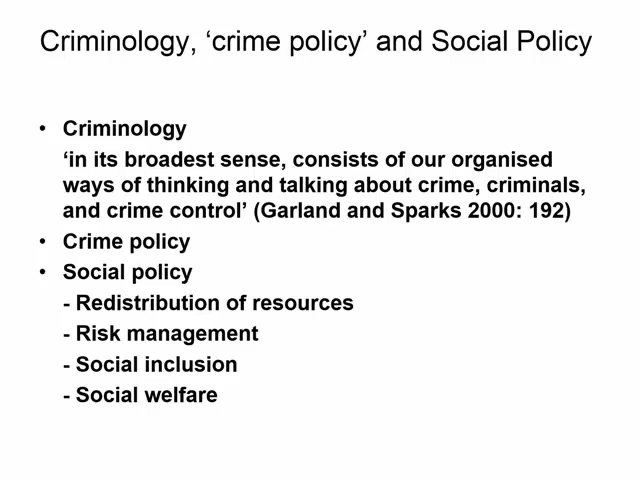 Criminology, ‘crime policy’ and Social Policy
• Criminology
‘in its broadest sense, consists of our organised
ways of thinking and talking about crime, criminals,
and crime control’ (Garland and Sparks 2000: 192)
• Crime policy
• Social policy
- Redistribution of resources
- Risk management
- Social inclusion
- Social welfare